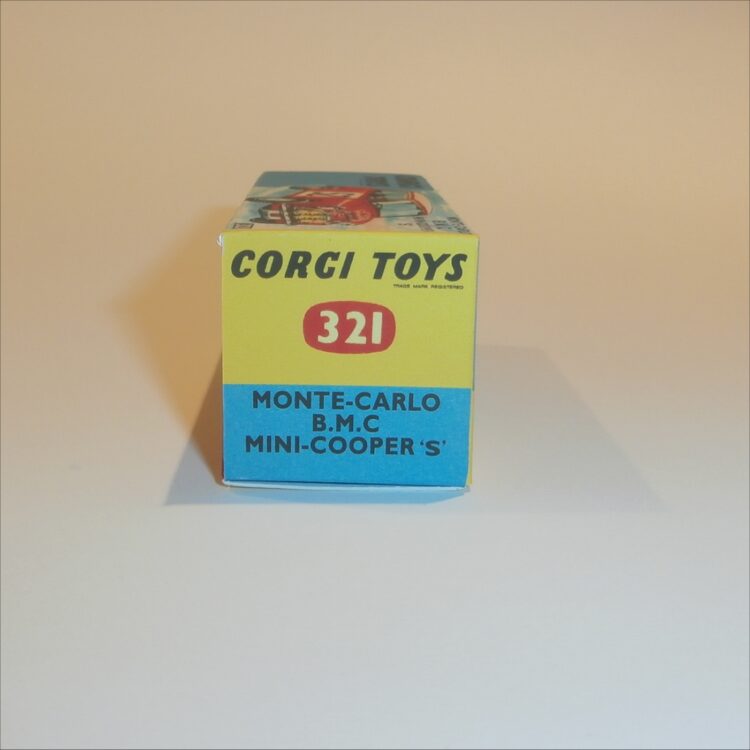 CORGI TOYS
TRADE MARK REGISTERED
321
MONTE-CARLO
B.M.C
MINI-COOPER 'S'